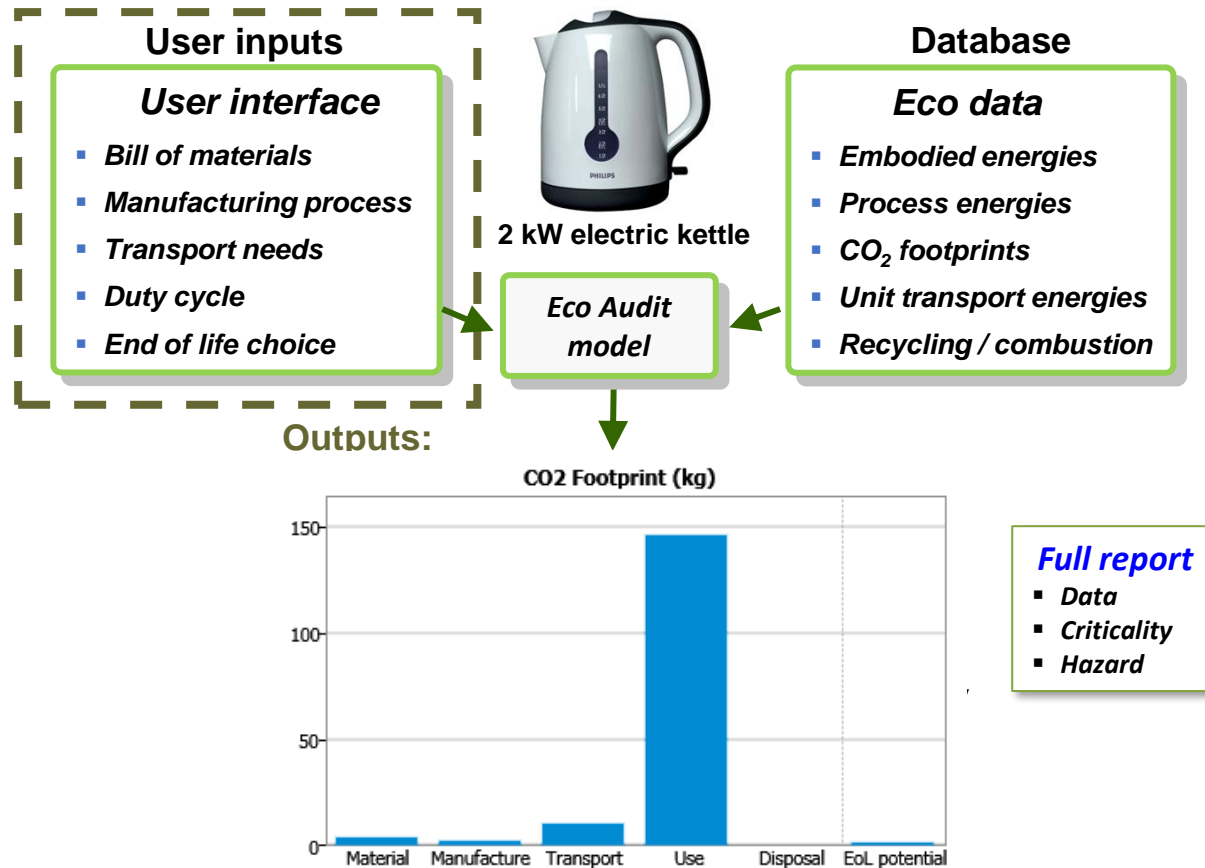 User inputs
User interface
▪ Bill of materials
▪ Manufacturing process
▪ Transport needs
▪ Duty cycle
▪ End of life choice
PHILIPS
2 kW electric kettle
Eco Audit
model
Database
Eco data
▪ Embodied energies
▪ Process energies
▪ CO₂ footprints
▪ Unit transport energies
▪ Recycling / combustion
Outputs:
CO2 Footprint (kg)
150
100
50
0
Material Manufacture Transport Use Disposal EoL potential
Full report
▪ Data
▪ Criticality
▪ Hazard